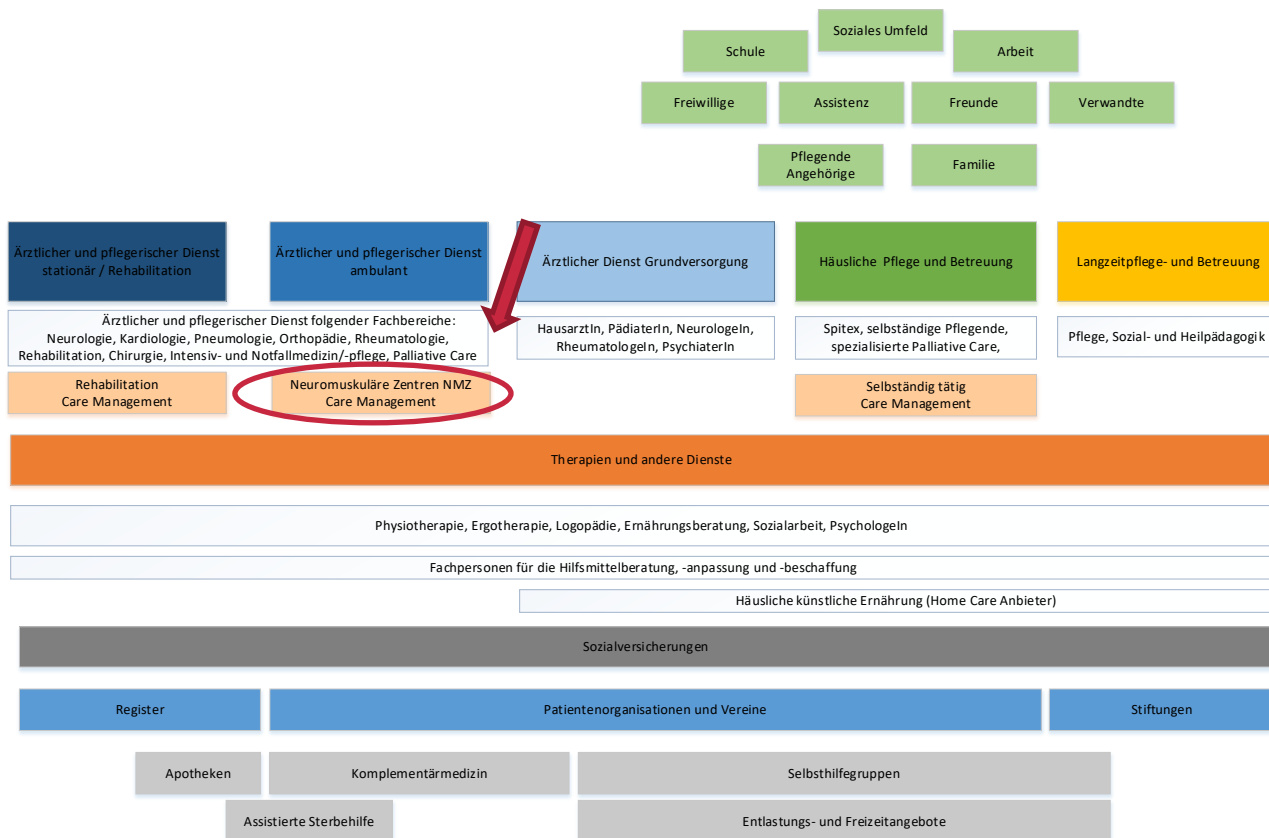 Soziales Umfeld
Schule
Arbeit
Freiwillige
Assistenz
Freunde
Verwandte
Pflegende
Angehörige
Familie
Ärztlicher und pflegerischer Dienst
stationär / Rehabilitation
Ärztlicher und pflegerischer Dienst
ambulant
Ärztlicher Dienst Grundversorgung
Häusliche Pflege und Betreuung
Langzeitpflege- und Betreuung
Ärztlicher und pflegerischer Dienst folgender Fachbereiche:
Neurologie, Kardiologie, Pneumologie, Orthopädie, Rheumatologie,
Rehabilitation, Chirurgie, Intensiv- und Notfallmedizin/-pflege, Palliative Care
HausarztIn, PädiaterIn, NeurologeIn,
RheumatologeIn, PsychiaterIn
Spitex, selbständige Pflegende,
spezialisierte Palliative Care,
Pflege, Sozial- und Heilpädagogik
Rehabilitation
Care Management
Neuromuskuläre Zentren NMZ
Care Management
Selbständig tätig
Care Management
Therapien und andere Dienste
Physiotherapie, Ergotherapie, Logopädie, Ernährungsberatung, Sozialarbeit, PsychologeIn
Fachpersonen für die Hilfsmittelberatung, -anpassung und -beschaffung
Häusliche künstliche Ernährung (Home Care Anbieter)
Sozialversicherungen
Register
Patientenorganisationen und Vereine
Stiftungen
Apotheken
Komplementärmedizin
Selbsthilfegruppen
Assistierte Sterbehilfe
Entlastungs- und Freizeitangebote